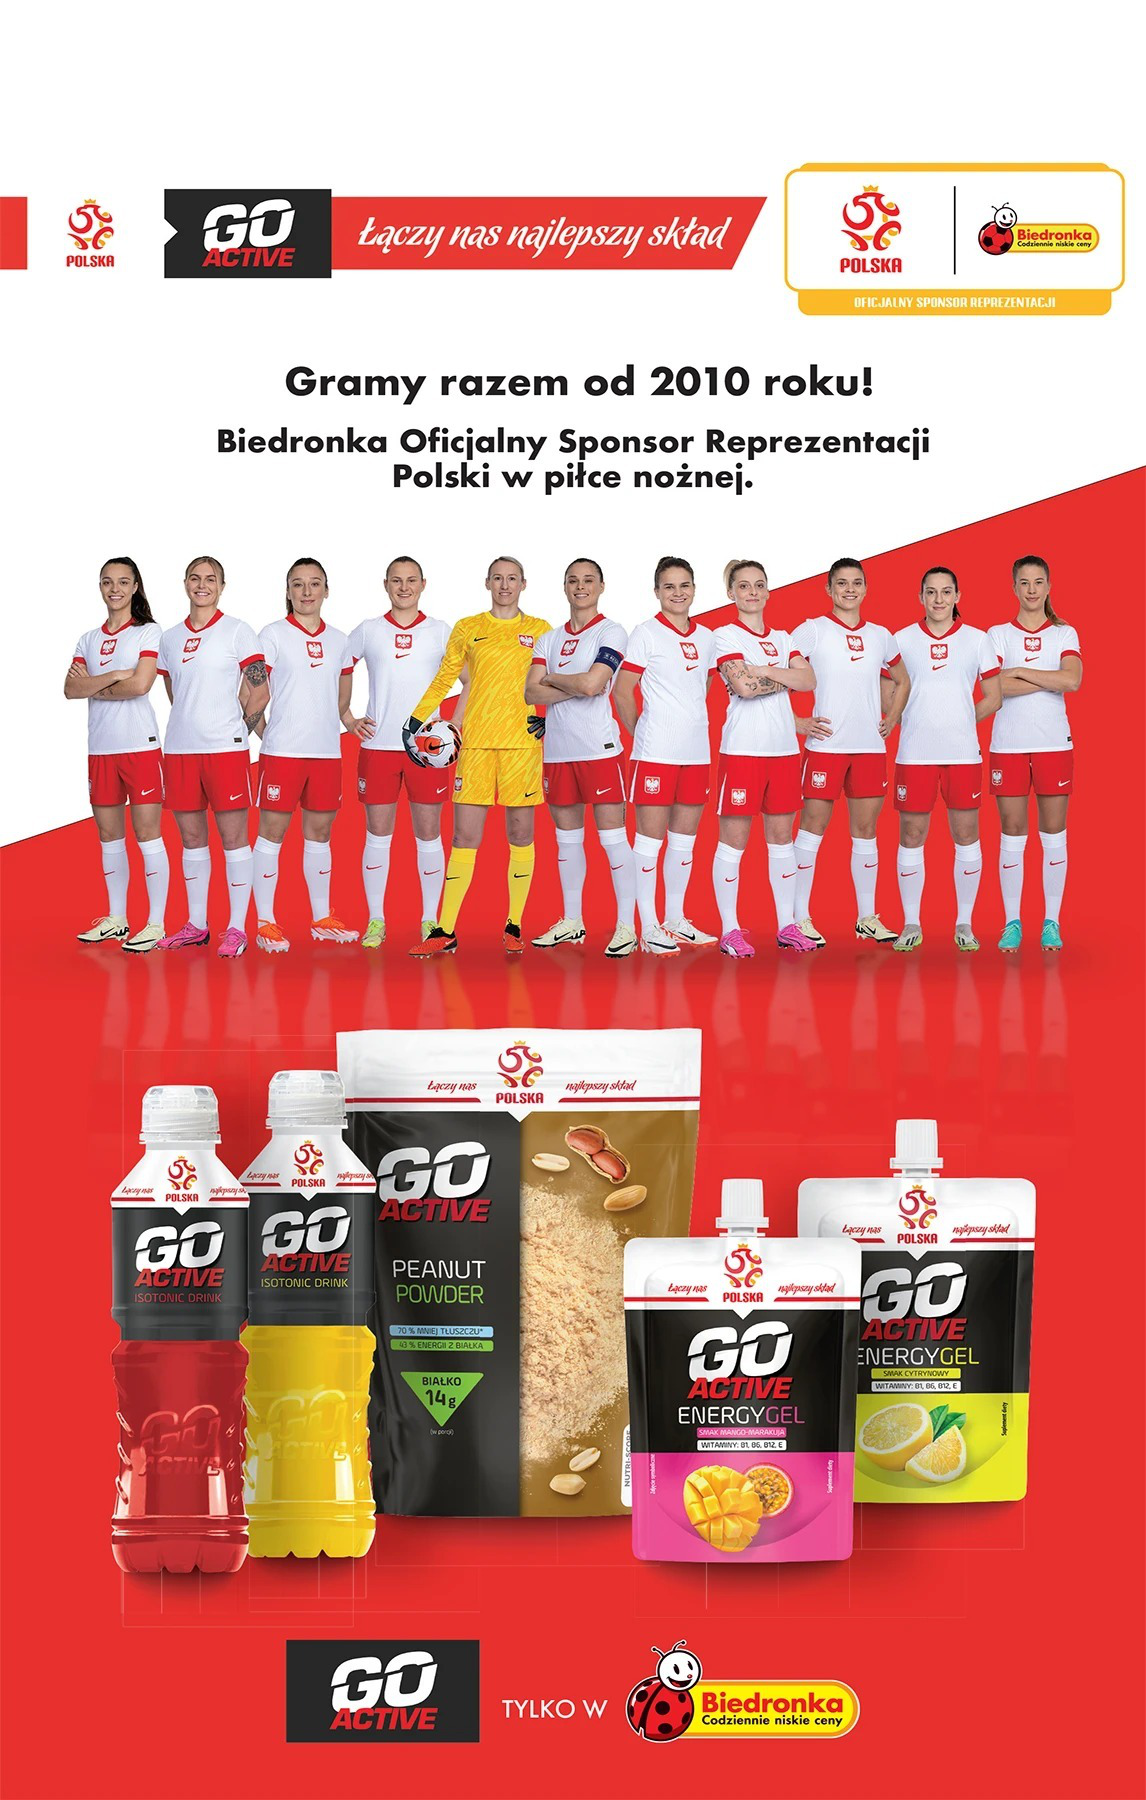 POLSKA
GO
ACTIVE
Łączy nas najlepszy skład
POLSKA
Biedronka
Codziennie niskie ceny
OFICJALNY SPONSOR REPREZENTACJI
Gramy razem od 2010 roku!
Biedronka Oficjalny Sponsor Reprezentacji
Polski w piłce nożnej.
Łączy nas
najlepszy skład
POLSKA
GO
ACTIVE
PEANUT
POWDER
70 % MNIEJ TŁUSZCZU*
43 % ENERGII Z BIAŁKA
BIAŁKO
14 g
(w porcji)
NUTRI-SCORE
Łączy nas
POLSKA
GO
ACTIVE
ISOTONIC DRINK
GO
ACTIVE
Łączy nas
POLSKA
GO
ACTIVE
ISOTONIC DRINK
Łączy nas
najlepszy skład
POLSKA
GO
ACTIVE
ENERGYGEL
SMAK MANGO-MARAKUJA
WITAMINY: B1, B6, B12, E
Suplement diety
Łączy nas
najlepszy skład
POLSKA
GO
ACTIVE
ENERGYGEL
SMAK CYTRYNOWY
WITAMINY: B1, B6, B12, E
Suplement diety
GO
ACTIVE
TYLKO W
Biedronka
Codziennie niskie ceny